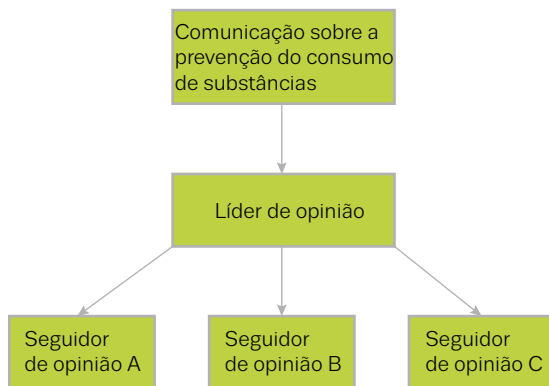 Comunicação sobre a
prevenção do consumo
de substâncias
Líder de opinião
Seguidor
de opinião A
Seguidor
de opinião B
Seguidor
de opinião C